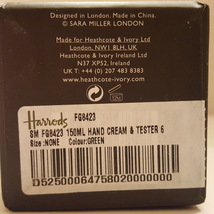 Designed in London. Made in China.
© SARA MILLER LONDON
Made for Heathcote & Ivory Ltd
London, NW1 8LH, UK
Heathcote & Ivory Ireland Ltd
N37 XP52, Ireland
UK T: +44 (0) 207 483 8383
heathcote-ivory.com
Harrods FG8423
SM FG8423 150ML HAND CREAM & TESTER 6
Size :NONE Colour:GREEN
D52500064758020000000